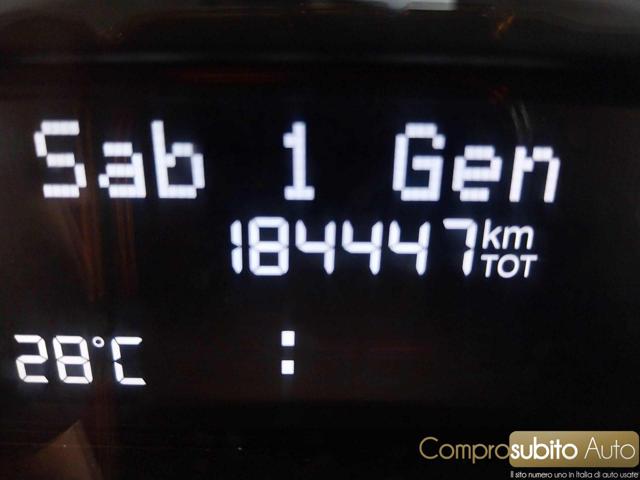 Sab 1 Gen
184447 km
TOT
28°C :
Comprosubito Auto
Il sito numero uno in Italia di auto usate